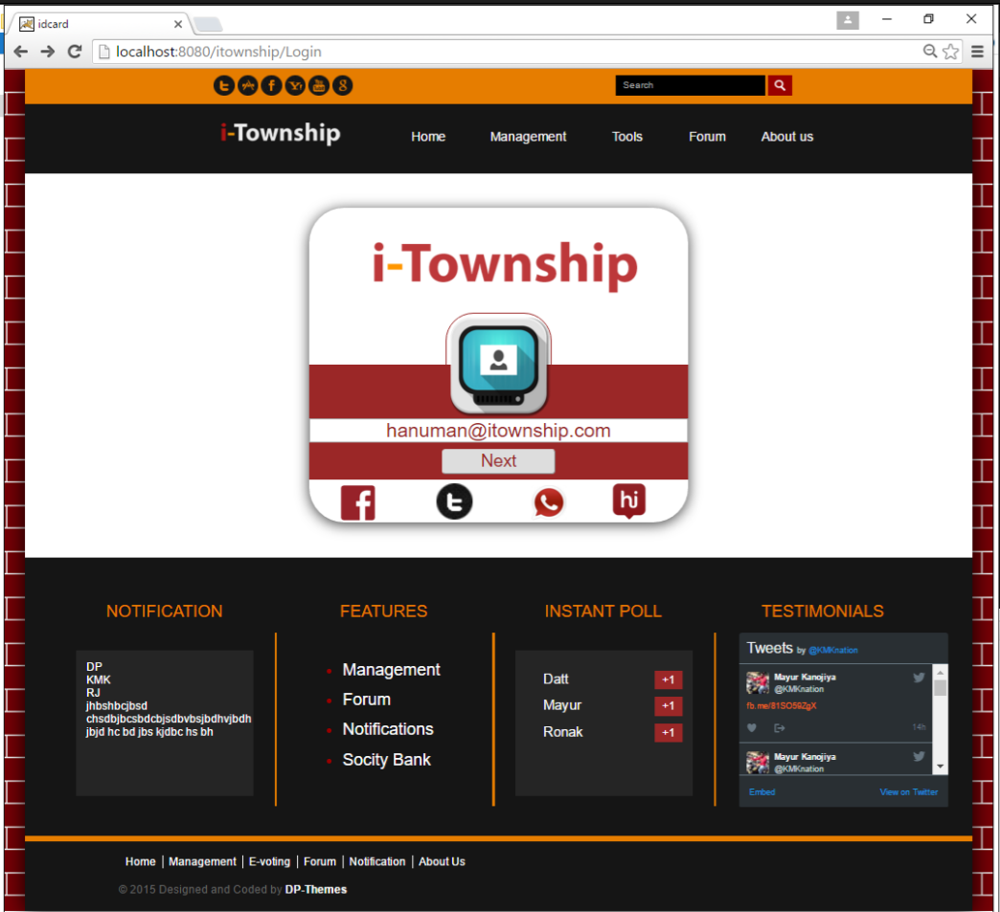 idcard
localhost:8080/itownship/Login
Search
i-Township
Home Management Tools Forum About us
i-Township
hanuman@itownship.com
Next
hi
NOTIFICATION
DP
KMK
RJ
jhbshbcjbsd
chsdbjbcsbdcbjsdbvbsjbdhvjbdh
jbjd hc bd jbs kjdbc hs bh
FEATURES
Management
Forum
Notifications
Socity Bank
INSTANT POLL
Datt +1
Mayur +1
Ronak +1
TESTIMONIALS
Tweets by @KMKnation
Mayur Kanojiya
@KMKnation
fb.me/81SO59ZgX
14h
Mayur Kanojiya
@KMKnation
Embed View on Twitter
Home | Management | E-voting | Forum | Notification | About Us
© 2015 Designed and Coded by DP-Themes